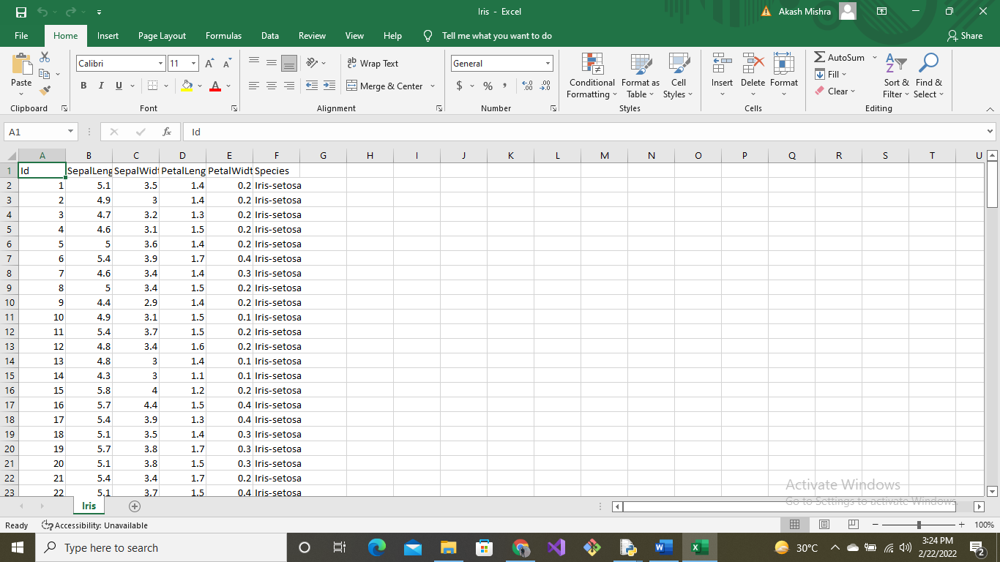 Iris - Excel
Akash Mishra
File Home Insert Page Layout Formulas Data Review View Help Tell me what you want to do
Share
Paste
Clipboard
Calibri 11
B I U
Font
ab Wrap Text
Merge & Center
Alignment
General
$ % ,
Number
Conditional Formatting
Format as Table
Cell Styles
Styles
Insert Delete Format
Cells
AutoSum
Fill
Clear
Sort & Filter
Find & Select
Editing
A1 fx Id
A B C D E F G H I J K L M N O P Q R S T U
1 Id SepalLeng SepalWidt PetalLeng PetalWidt Species
2 1 5.1 3.5 1.4 0.2 Iris-setosa
3 2 4.9 3 1.4 0.2 Iris-setosa
4 3 4.7 3.2 1.3 0.2 Iris-setosa
5 4 4.6 3.1 1.5 0.2 Iris-setosa
6 5 5 3.6 1.4 0.2 Iris-setosa
7 6 5.4 3.9 1.7 0.4 Iris-setosa
8 7 4.6 3.4 1.4 0.3 Iris-setosa
9 8 5 3.4 1.5 0.2 Iris-setosa
10 9 4.4 2.9 1.4 0.2 Iris-setosa
11 10 4.9 3.1 1.5 0.1 Iris-setosa
12 11 5.4 3.7 1.5 0.2 Iris-setosa
13 12 4.8 3.4 1.6 0.2 Iris-setosa
14 13 4.8 3 1.4 0.1 Iris-setosa
15 14 4.3 3 1.1 0.1 Iris-setosa
16 15 5.8 4 1.2 0.2 Iris-setosa
17 16 5.7 4.4 1.5 0.4 Iris-setosa
18 17 5.4 3.9 1.3 0.4 Iris-setosa
19 18 5.1 3.5 1.4 0.3 Iris-setosa
20 19 5.7 3.8 1.7 0.3 Iris-setosa
21 20 5.1 3.8 1.5 0.3 Iris-setosa
22 21 5.4 3.4 1.7 0.2 Iris-setosa
23 22 5.1 3.7 1.5 0.4 Iris-setosa
Activate Windows
Go to Settings to activate Windows.
Iris
Ready Accessibility: Unavailable
100%
Type here to search
30°C
3:24 PM
2/22/2022
2